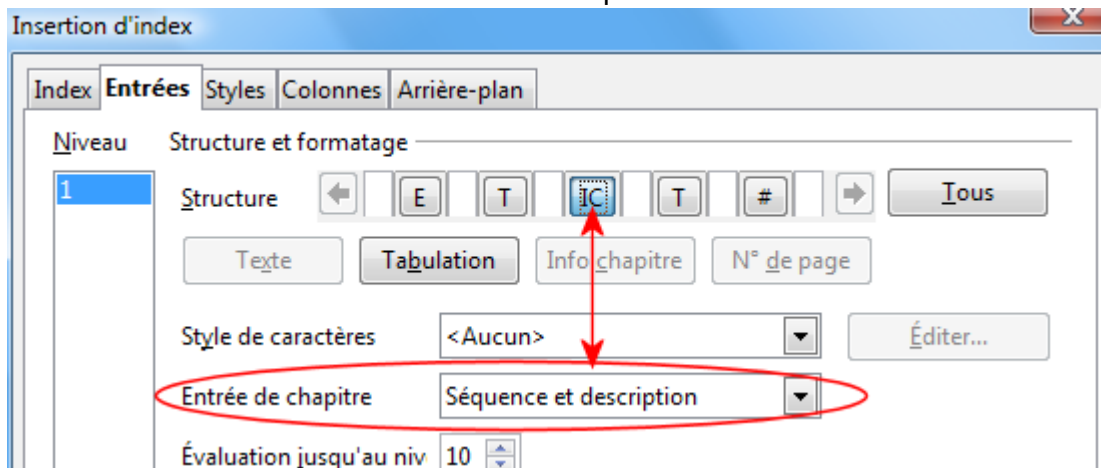 Insertion d'index
X
Index Entrées Styles Colonnes Arrière-plan
Niveau Structure et formatage
1 Structure E T IC T # Tous
Texte Tabulation Info chapitre N° de page
Style de caractères <Aucun> Éditer...
Entrée de chapitre Séquence et description
Évaluation jusqu'au niv 10